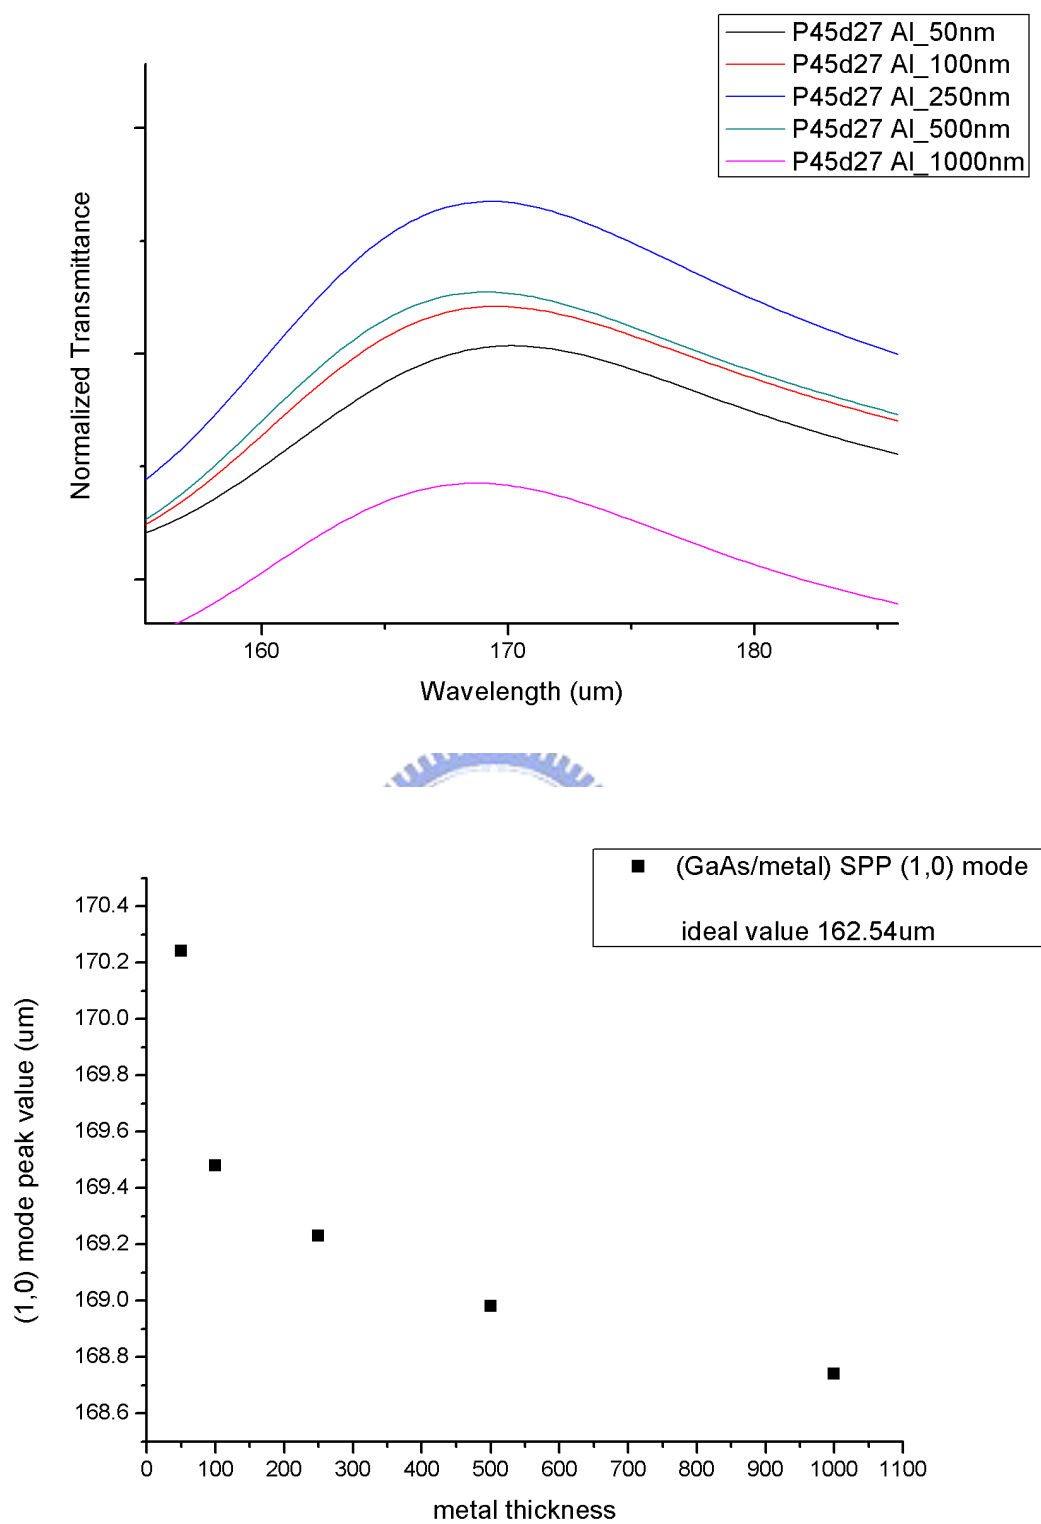 P45d27 Al_50nm
P45d27 Al_100nm
P45d27 Al_250nm
P45d27 Al_500nm
P45d27 Al_1000nm
Normalized Transmittance
160 170 180
Wavelength (um)
(GaAs/metal) SPP (1,0) mode
ideal value 162.54um
170.4
170.2
170.0
169.8
169.6
169.4
169.2
169.0
168.8
168.6
(1,0) mode peak value (um)
0 100 200 300 400 500 600 700 800 900 1000 1100
metal thickness